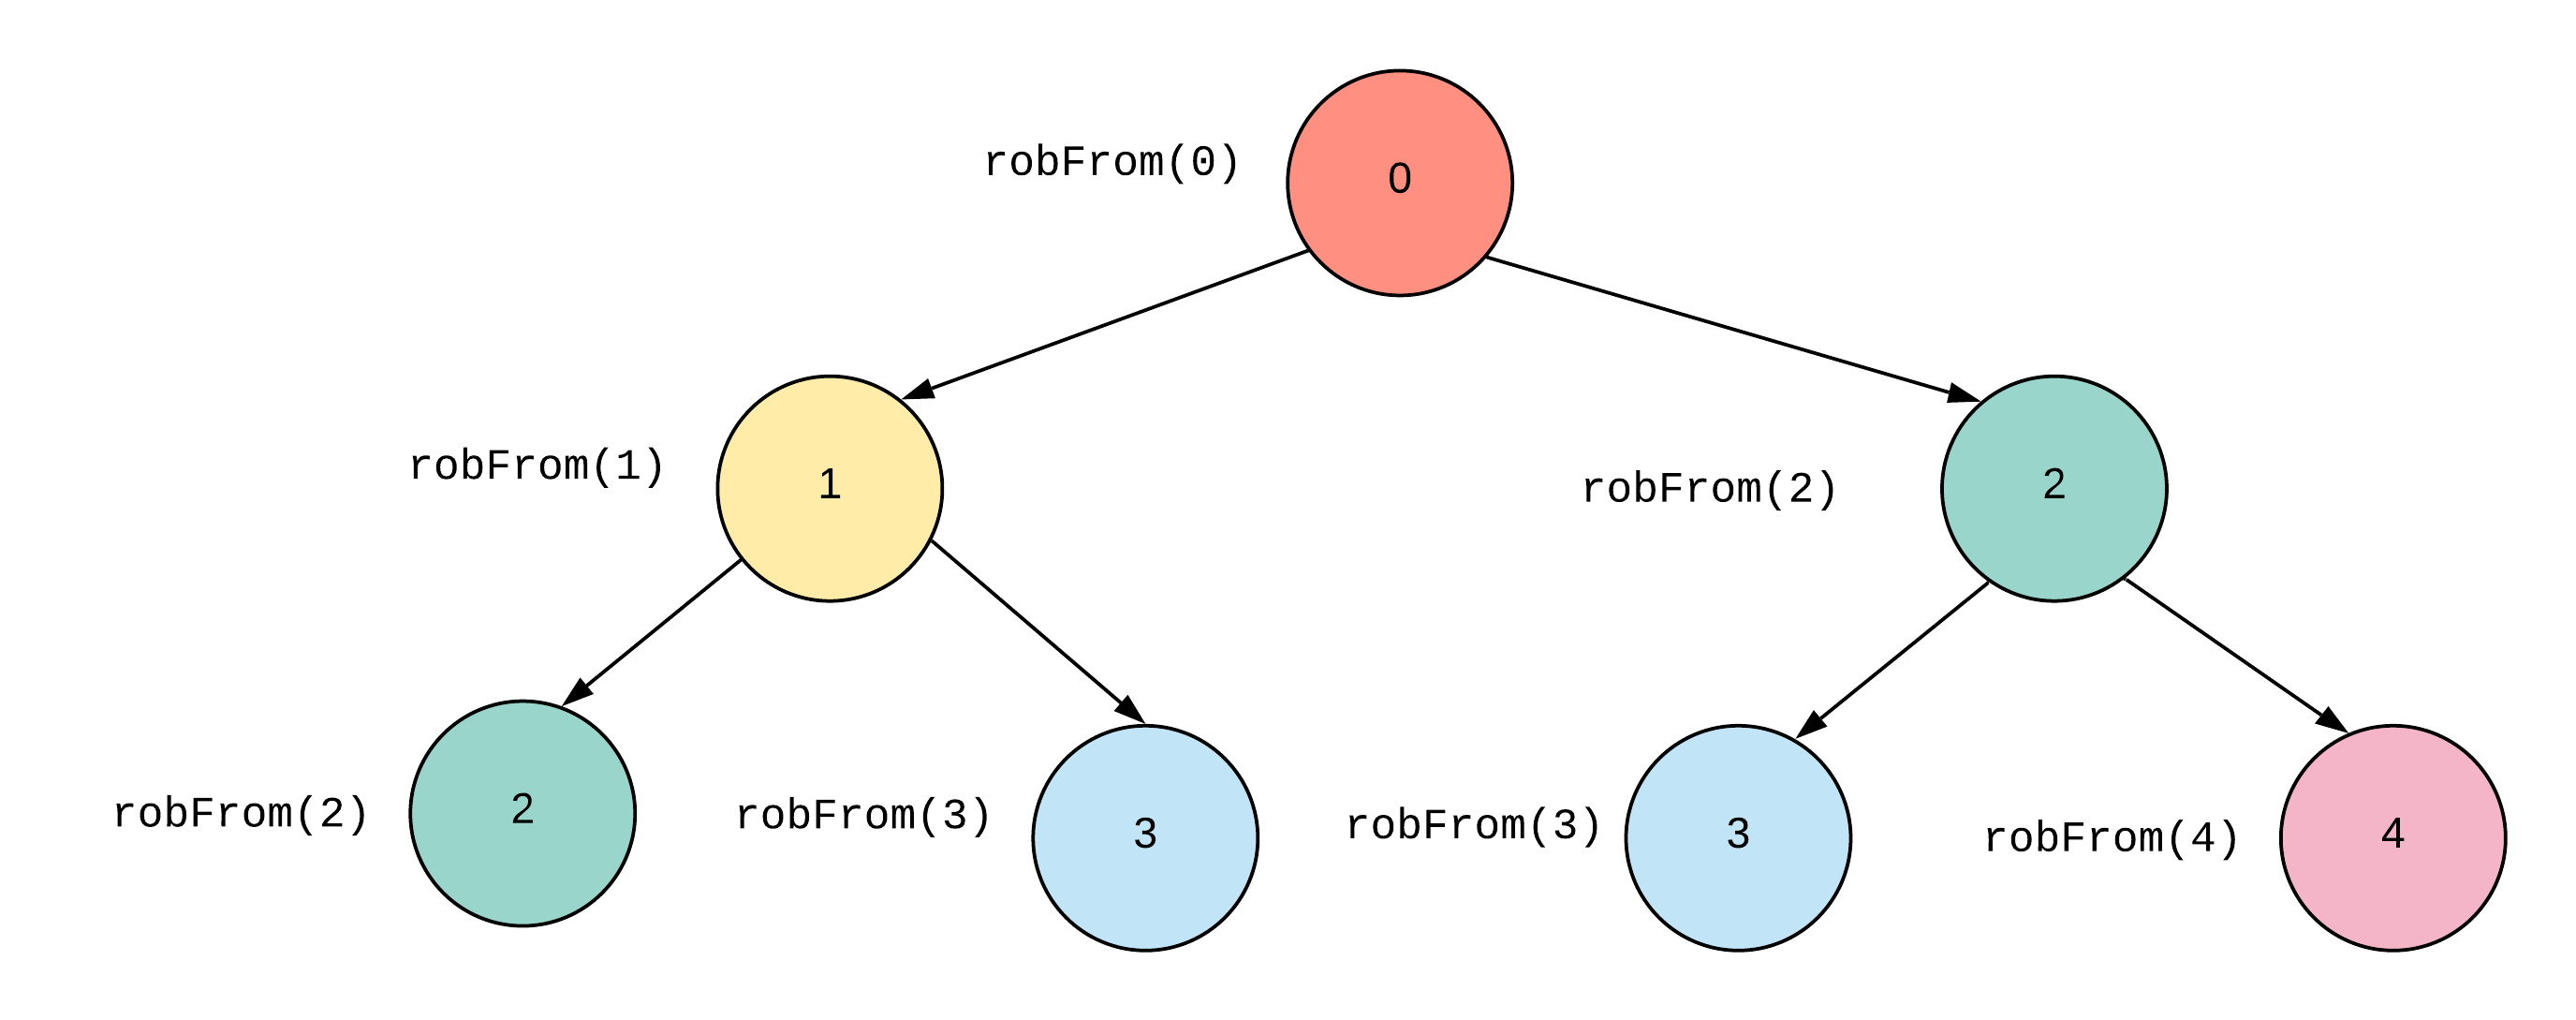 robFrom(0)
0
robFrom(1)
1
robFrom(2)
2
robFrom(2)
2
robFrom(3)
3
robFrom(3)
3
robFrom(4)
4